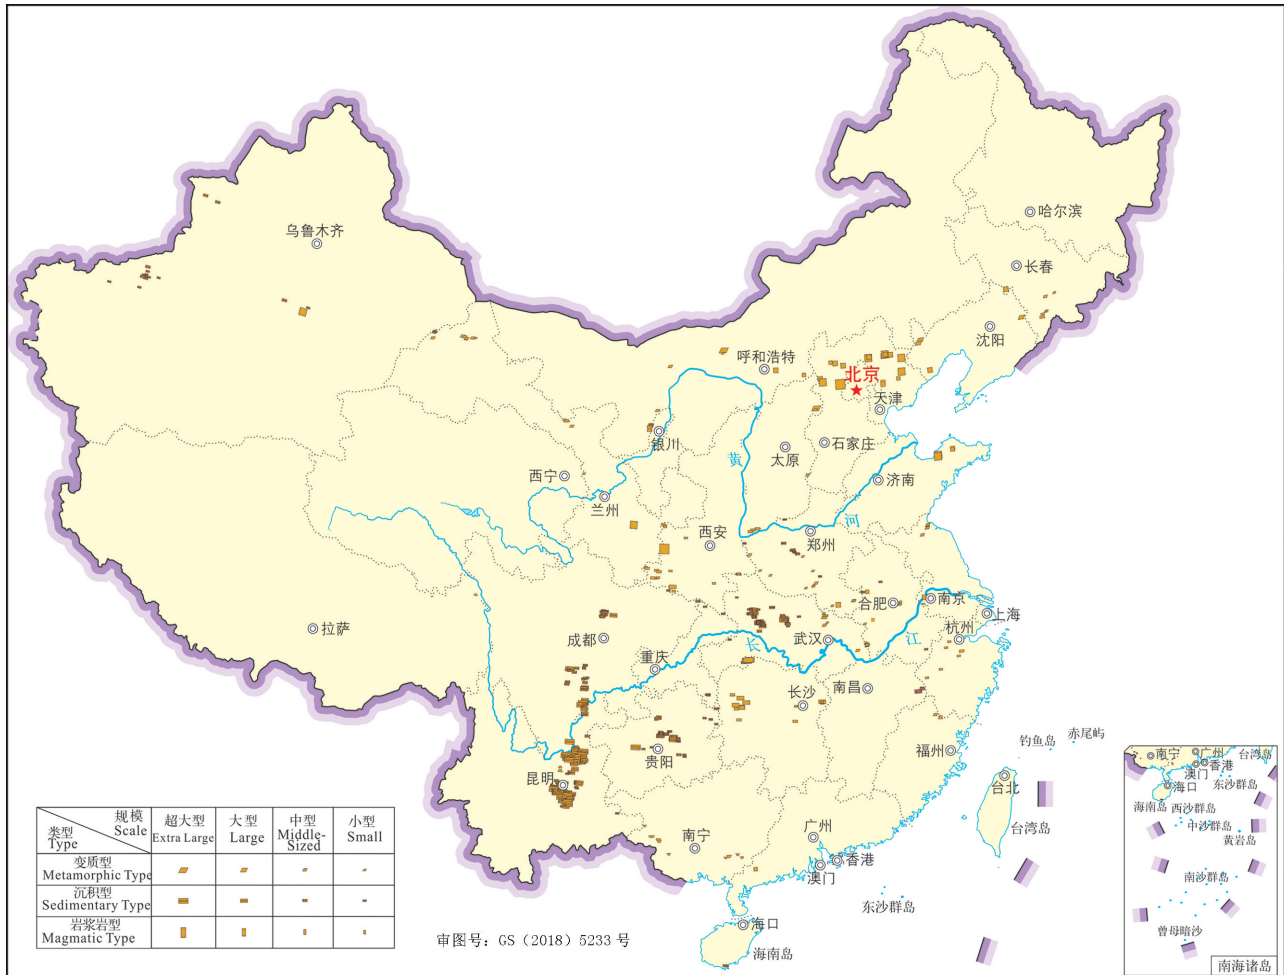 哈尔滨
乌鲁木齐
长春
沈阳
呼和浩特
北京
天津
银川
黄
太原
石家庄
西宁
济南
兰州
河
西安
郑州
合肥
南京
上海
拉萨
成都
武汉
杭州
长
江
重庆
南昌
长沙
赤尾屿
钓鱼岛
贵阳
福州
昆明
台北
台湾岛
广州
南宁
香港
澳门
东沙群岛
海口
海南岛
规模
Scale
类型
Type
超大型
Extra Large
大型
Large
中型
Middle-
Sized
小型
Small
变质型
Metamorphic Type
沉积型
Sedimentary Type
岩浆岩型
Magmatic Type
审图号：GS（2018）5233 号
南宁
广州
台湾岛
香港
澳门
海口
东沙群岛
海南岛
西沙群岛
中沙群岛
黄岩岛
南沙群岛
曾母暗沙
南海诸岛